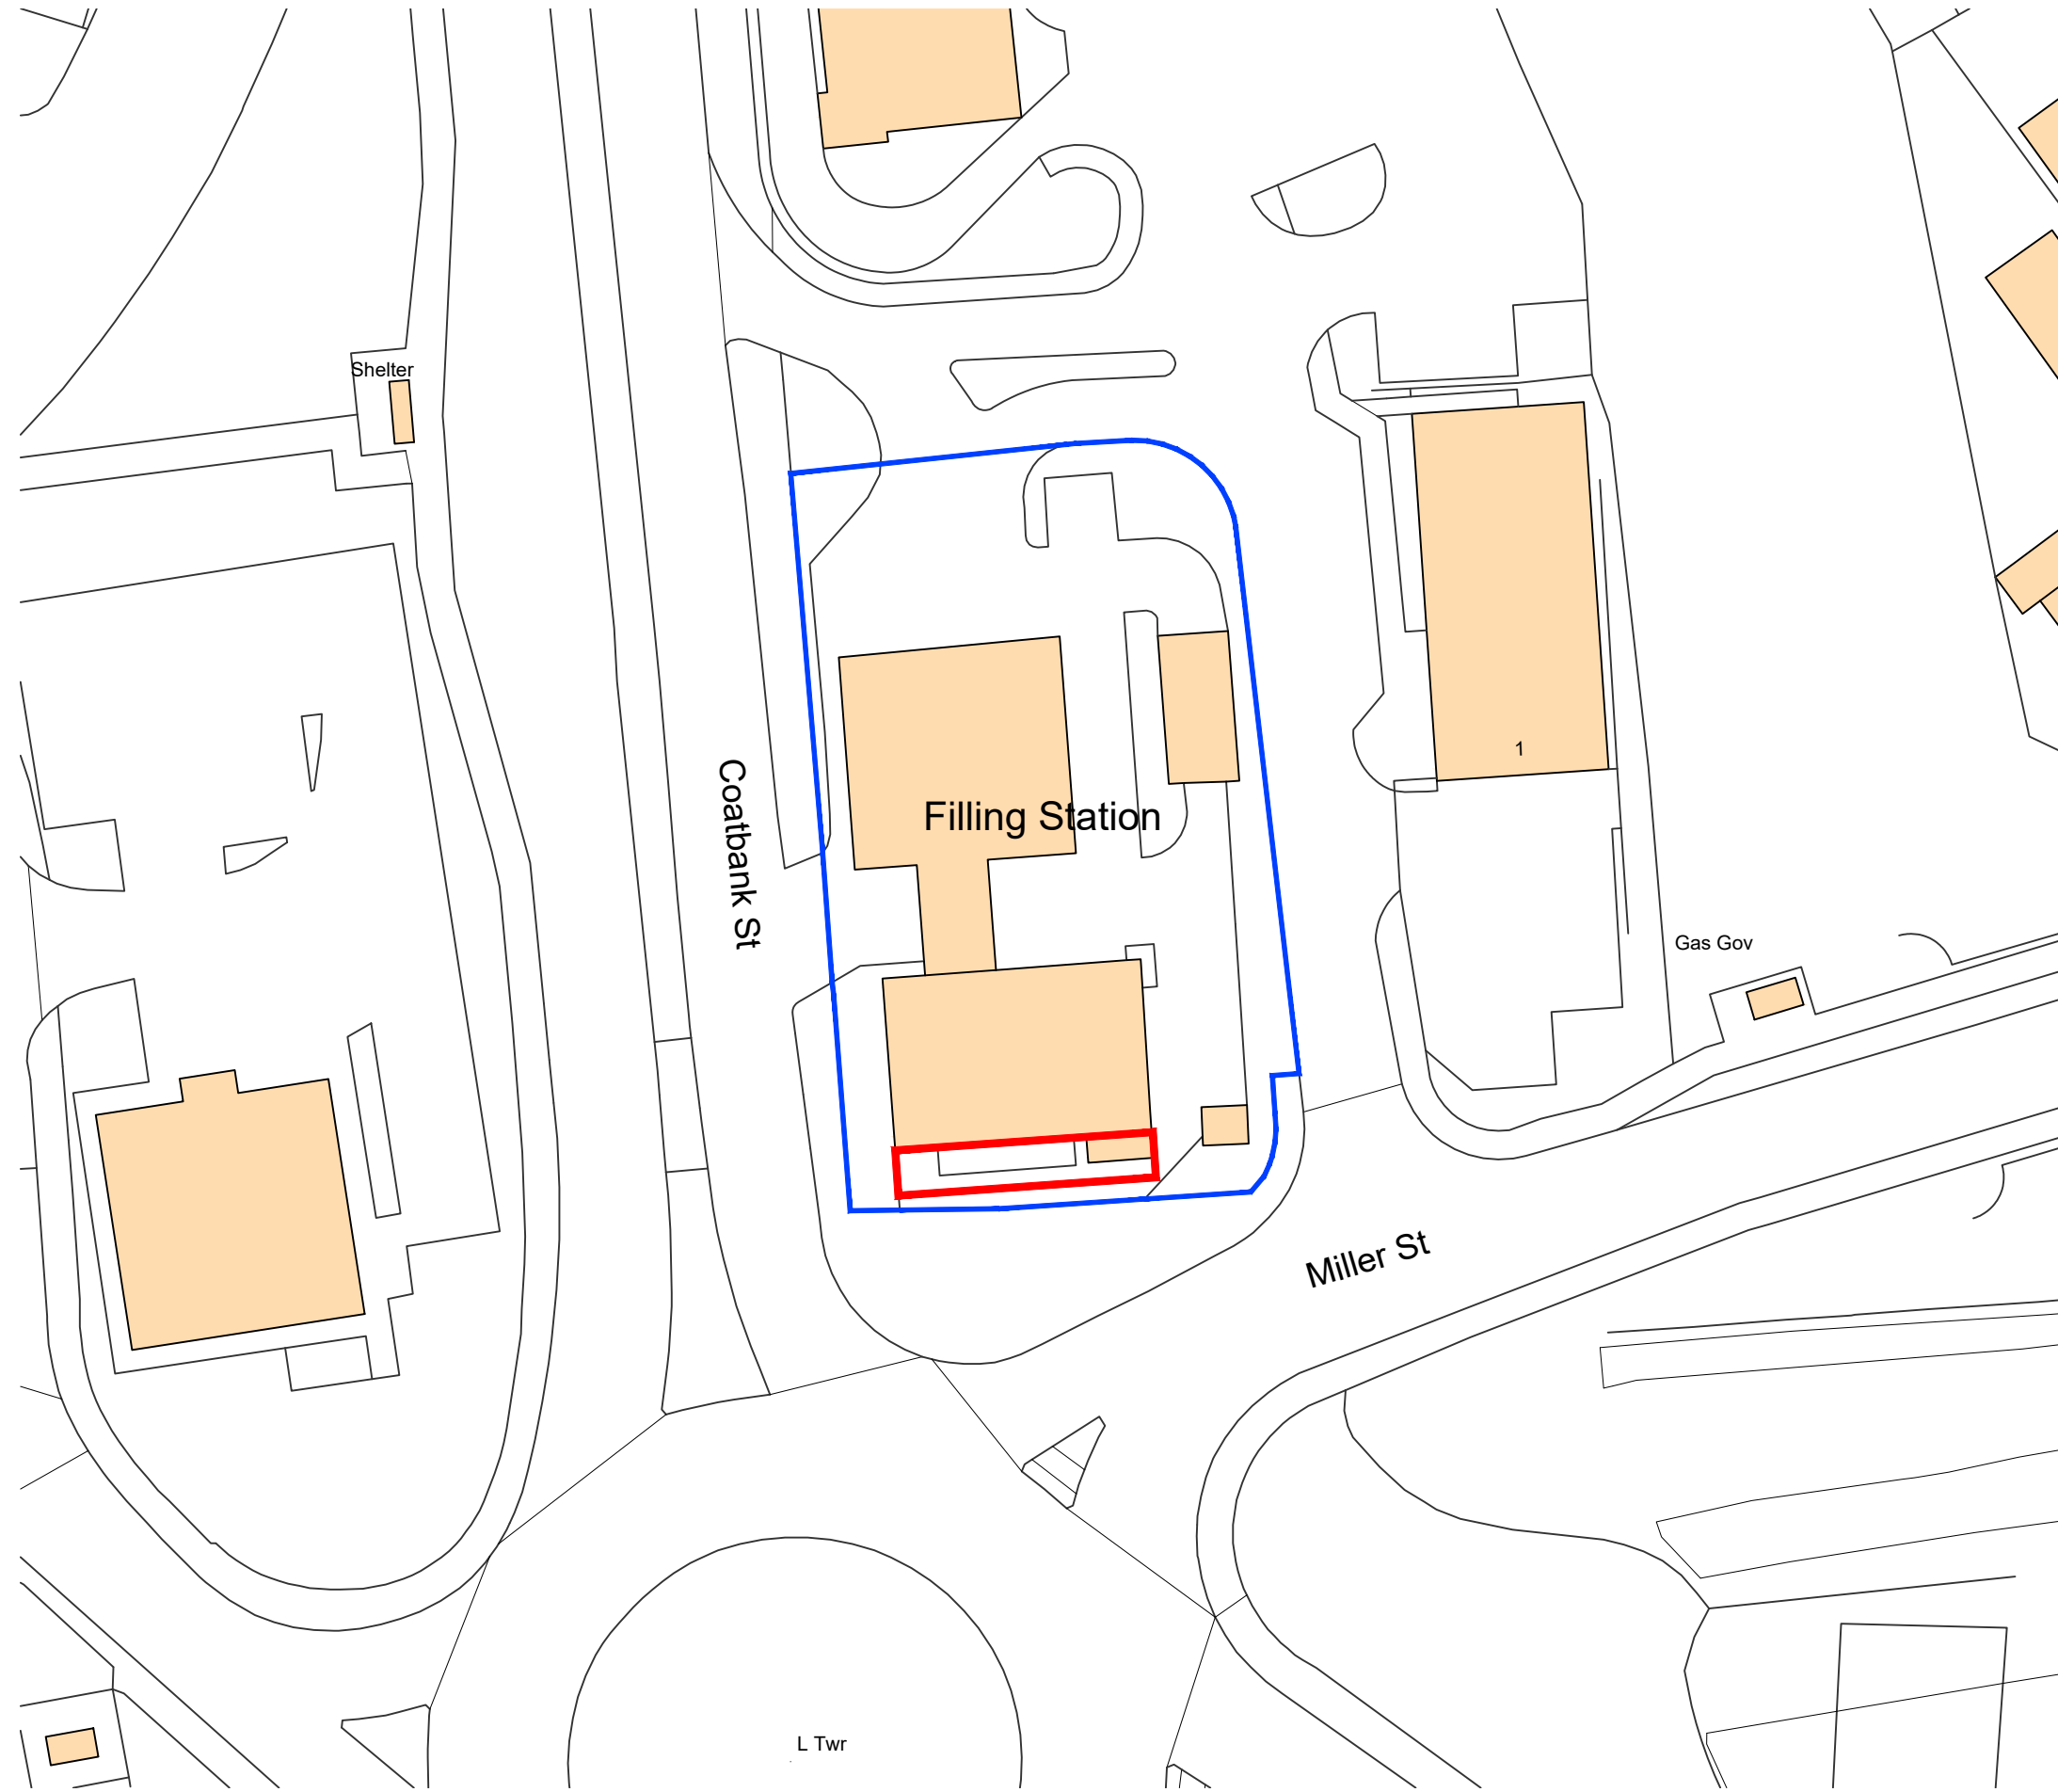 Shelter
1
Coatbank St
Filling Station
Gas Gov
Miller St
L Twr